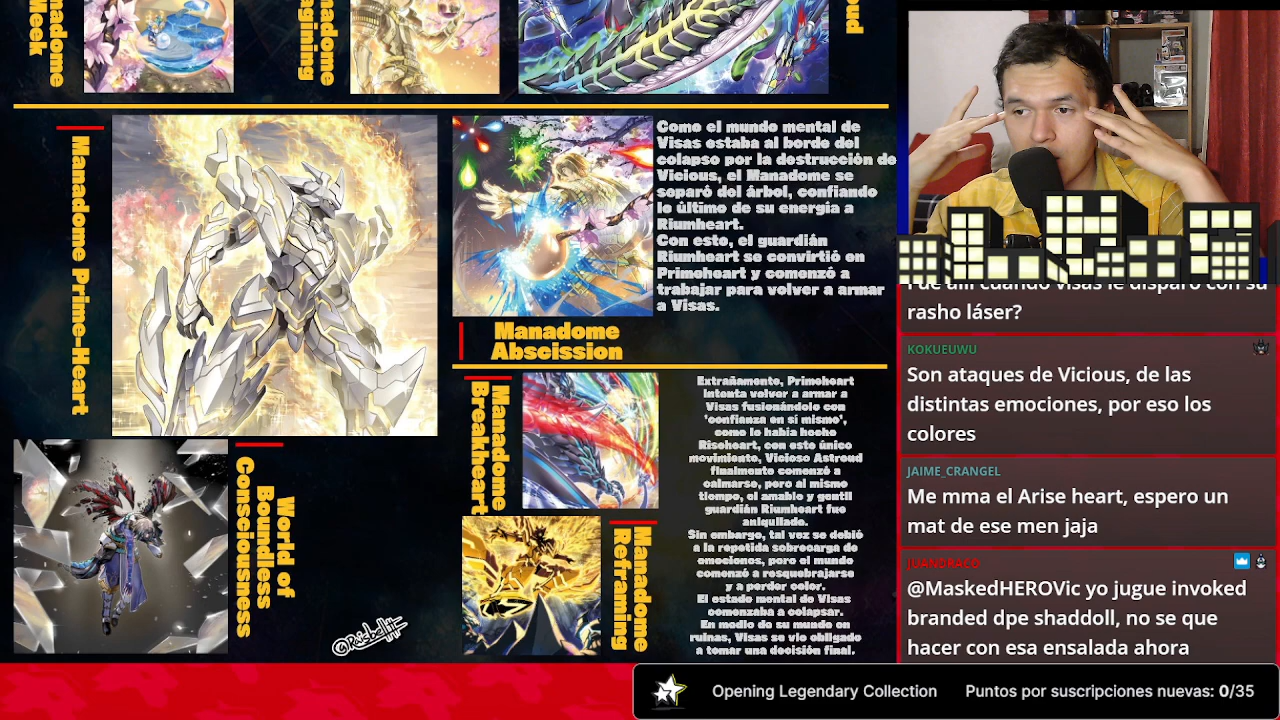 Week
Manadome
agining
adome
oud
Manadome Prime-Heart
Como el mundo mental de
Visas estaba al borde del
colapso por la destrucción de
Vicious, el Manadome se
separó del árbol, confiando
lo último de su energía a
Riumheart.
Con esto, el guardián
Riumheart se convirtió en
Primeheart y comenzó a
trabajar para volver a armar
a Visas.
Manadome
Abscission
Manadome
Breakheart
Extrañamente, Primeheart
intenta volver a armar a
Visas fusionándolo con
"confianza en sí mismo",
como lo había hecho
Riseheart, con este único
movimiento, Vicious Astroud
finalmente comenzó a
calmarse, pero al mismo
tiempo, el amable y gentil
guardián Riumheart fue
aniquilado.
Sin embargo, tal vez se debió
a la repetida sobrecarga de
emociones, pero el mundo
comenzó a resquebrajarse
y a perder color.
El estado mental de Visas
comenzaba a colapsar.
En medio de su mundo en
ruinas, Visas se vio obligado
a tomar una decisión final.
World of
Boundless
Consciousness
Manadome
Reframing
rasho láser?
KOKUEUWU
Son ataques de Vicious, de las
distintas emociones, por eso los
colores
JAIME_CRANGEL
Me mma el Arise heart, espero un
mat de ese men jaja
JUANDRACO
@MaskedHEROVic yo jugue invoked
branded dpe shaddoll, no se que
hacer con esa ensalada ahora
Opening Legendary Collection
Puntos por suscripciones nuevas: 0/35